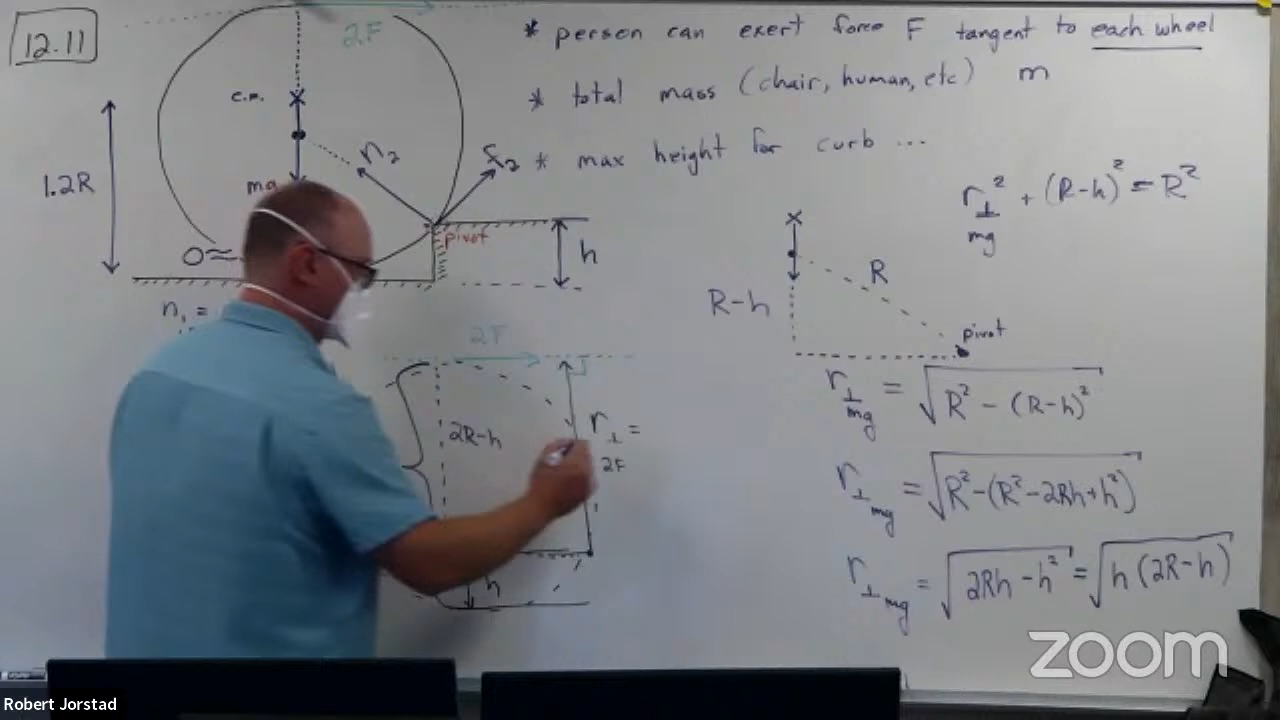 12.11
2F
* person can exert force F tangent to each wheel
* total mass (chair, human, etc) m
* max height for curb ...
c.m.
1.2R
n₂
f₂
mg
pivot
0≈
h
n₁ =
r⊥mg² + (R-h)² = R²
R
R-h
pivot
2F
2R-h
r⊥2F =
h
r⊥mg = √R² - (R-h)²
r⊥mg = √R²-(R²-2Rh+h²)
r⊥mg = √2Rh-h² = √h(2R-h)
zoom
Robert Jorstad